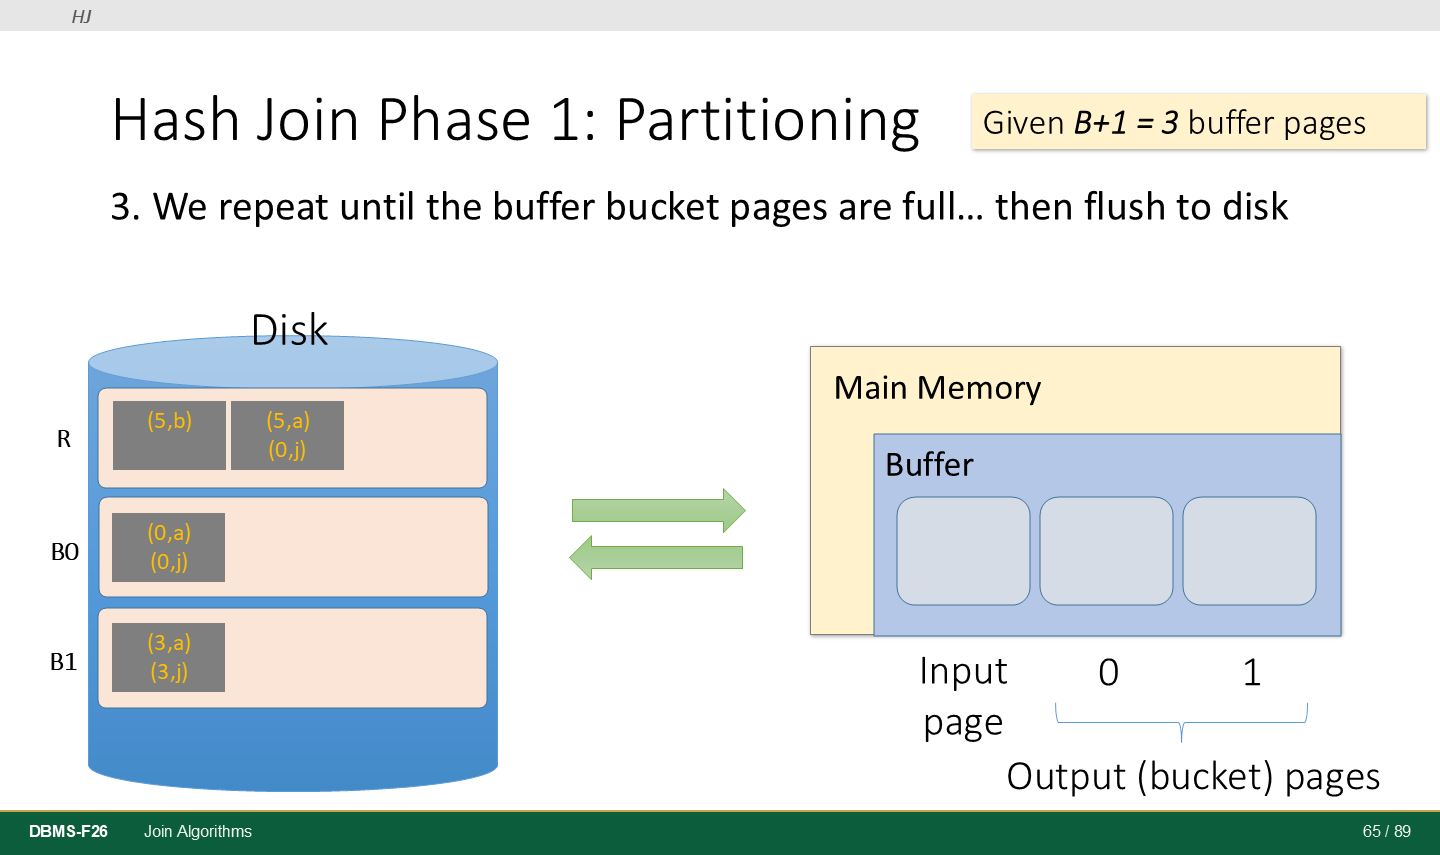 HJ
Hash Join Phase 1: Partitioning
Given B+1 = 3 buffer pages
3. We repeat until the buffer bucket pages are full… then flush to disk
Disk
R
(5,b)
(5,a)
(0,j)
B0
(0,a)
(0,j)
B1
(3,a)
(3,j)
Main Memory
Buffer
Input
page
0
1
Output (bucket) pages
DBMS-F26
Join Algorithms
65 / 89